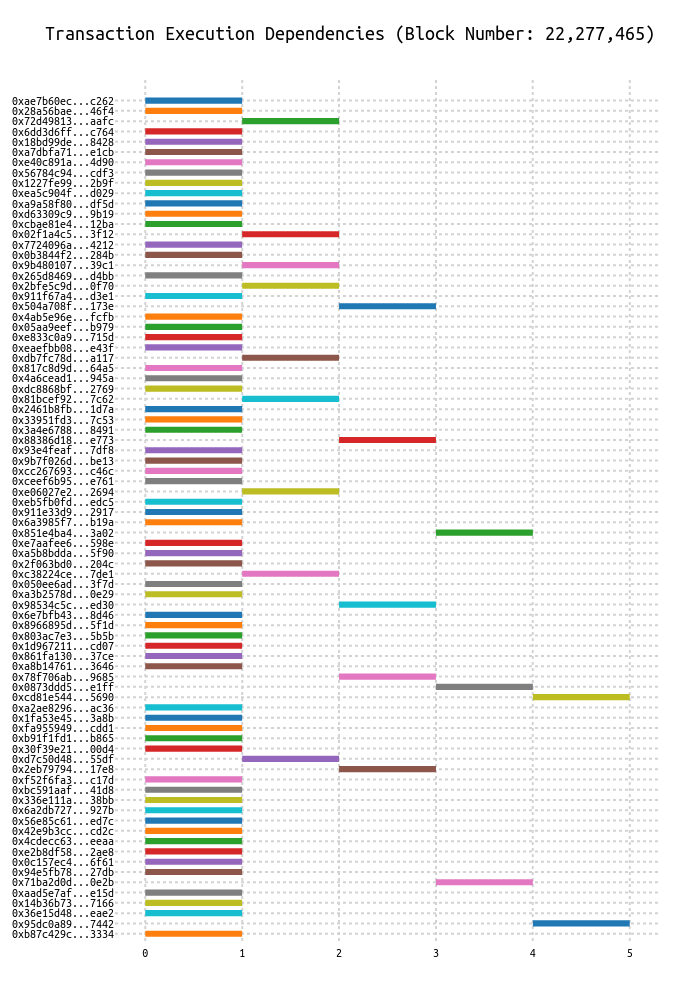 Transaction Execution Dependencies (Block Number: 22,277,465)
0xae7b60ec...c262
0x28a56bae...46f4
0x72d49813...aafc
0x6dd3d6ff...c764
0x18bd99de...8428
0xa7dbfa71...e1cb
0xe40c891a...4d90
0x56784c94...cdf3
0x1227fe99...2b9f
0xea5c904f...d029
0xa9a58f80...df5d
0xd63309c9...9b19
0xcbae81e4...12ba
0x02f1a4c5...3f12
0x7724096a...4212
0x0b3844f2...284b
0x9b480107...39c1
0x265d8469...d4bb
0x2bfe5c9d...0f70
0x911f67a4...d3e1
0x504a708f...173e
0x4ab5e96e...fcfb
0x05aa9eef...b979
0xe833c0a9...715d
0xeaefbb08...e43f
0xdb7fc78d...a117
0x817c8d9d...64a5
0x4a6cead1...945a
0xdc8868bf...2769
0x81bcef92...7c62
0x2461b8fb...1d7a
0x33951fd3...7c53
0x3a4e6788...8491
0x88386d18...e773
0x93e4feaf...7df8
0x9b7f026d...be13
0xcc267693...c46c
0xceef6b95...e761
0xe06027e2...2694
0xeb5fb0fd...edc5
0x911e33d9...2917
0x6a3985f7...b19a
0x851e4ba4...3a02
0xe7aafee6...598e
0xa5b8bdda...5f90
0x2f063bd0...204c
0xc38224ce...7de1
0x050ee6ad...3f7d
0xa3b2578d...0e29
0x98534c5c...ed30
0x6e7bfb43...8d46
0x8966895d...5f1d
0x803ac7e3...5b5b
0x1d967211...cd07
0x861fa130...37ce
0xa8b14761...3646
0x78f706ab...9685
0x0873ddd5...e1ff
0xcd81e544...5690
0xa2ae8296...ac36
0x1fa53e45...3a8b
0xfa955949...cdd1
0xb91f1fd1...b865
0x30f39e21...00d4
0xd7c50d48...55df
0x2eb79794...17e8
0xf52f6fa3...c17d
0xbc591aaf...41d8
0x336e111a...38bb
0x6a2db727...927b
0x56e85c61...ed7c
0x42e9b3cc...cd2c
0x4cdecc63...eeaa
0xe2b8df58...2ae8
0x0c157ec4...6f61
0x94e5fb78...27db
0x71ba2d0d...0e2b
0xaad5e7af...e15d
0x14b36b73...7166
0x36e15d48...eae2
0x95dc0a89...7442
0xb87c429c...3334
0 1 2 3 4 5